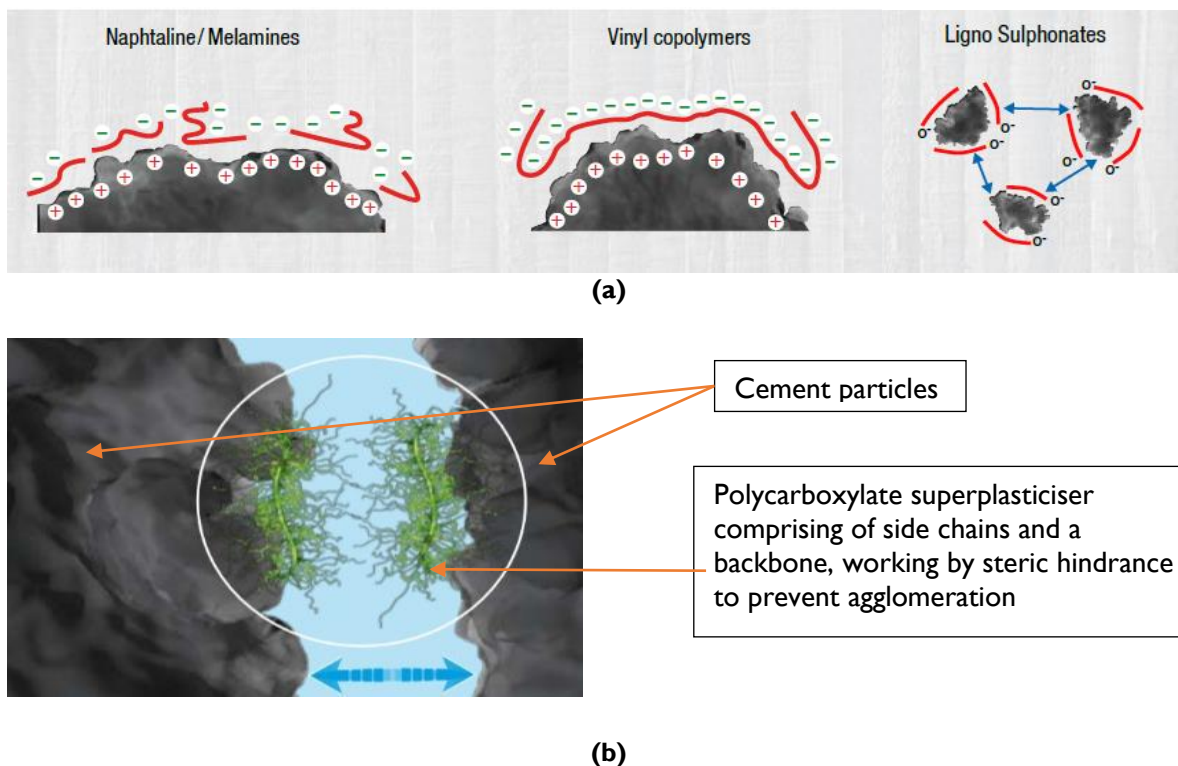 Naphtaline/ Melamines
Vinyl copolymers
Ligno Sulphonates
− − − − − − − − − − −
+ + + + + + + + + + + +
− − − − − − − − − − − − − − − − −
+ + + + + + + + + + +
O- O- O- O- O- O- O- O-
(a)
Cement particles
Polycarboxylate superplasticiser
comprising of side chains and a
backbone, working by steric hindrance
to prevent agglomeration
(b)